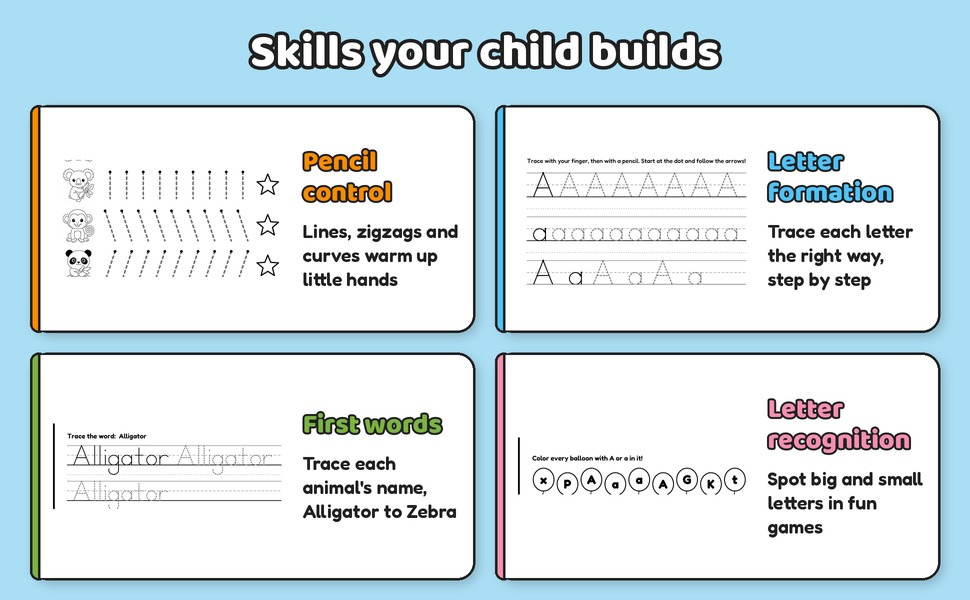 Skills your child builds
Pencil
control
Lines, zigzags and
curves warm up
little hands
Trace with your finger, then with a pencil. Start at the dot and follow the arrows!
A A A A A A A A
a a a a a a a a a a a
A a A a A a
Letter
formation
Trace each letter
the right way,
step by step
Trace the word: Alligator
Alligator Alligator
Alligator
First words
Trace each
animal's name,
Alligator to Zebra
Color every balloon with A or a in it!
x P A a a A G K t
Letter
recognition
Spot big and small
letters in fun
games